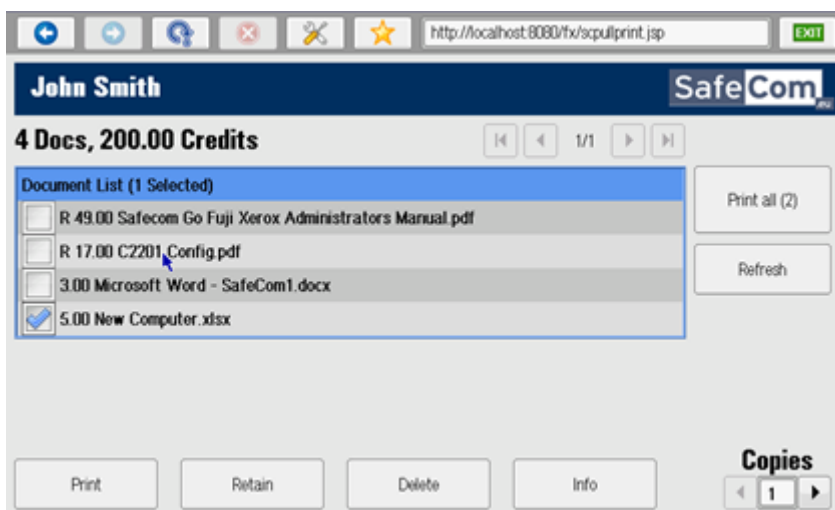 http://localhost:8080/fx/scpullprint.jsp
EXIT
John Smith
SafeCom
.eu
4 Docs, 200.00 Credits
1/1
Document List (1 Selected)
R 49.00 Safecom Go Fuji Xerox Administrators Manual.pdf
R 17.00 C2201 Config.pdf
3.00 Microsoft Word - SafeCom1.docx
5.00 New Computer.xlsx
Print all (2)
Refresh
Print
Retain
Delete
Info
Copies
1